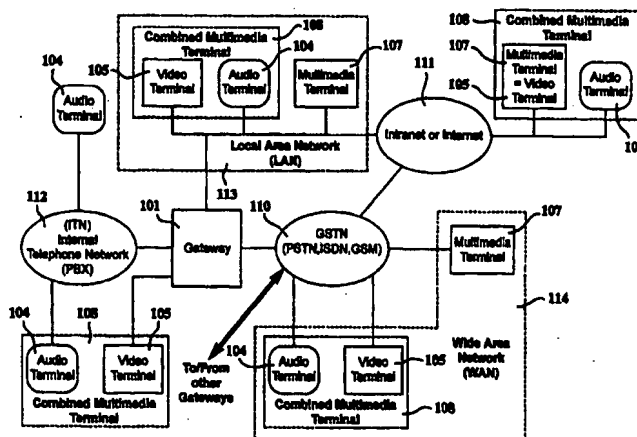 108
Combined Multimedia
Terminal
104
107
105
Video
Terminal
Audio
Terminal
Multimedia
Terminal
Local Area Network
(LAN)
113
108
Combined Multimedia
Terminal
107
Multimedia
Terminal
= Video
Terminal
105
Audio
Terminal
111
Intranet or Internet
104
Audio
Terminal
112
(ITN)
Internal
Telephone Network
(PBX)
101
Gateway
110
GSTN
(PSTN,ISDN,GSM)
107
Multimedia
Terminal
114
Wide Area
Network
(WAN)
104
108
105
Audio
Terminal
Video
Terminal
Combined Multimedia
Terminal
To/From
other
Gateways
104
Audio
Terminal
Video
Terminal
105
Combined Multimedia
Terminal
108